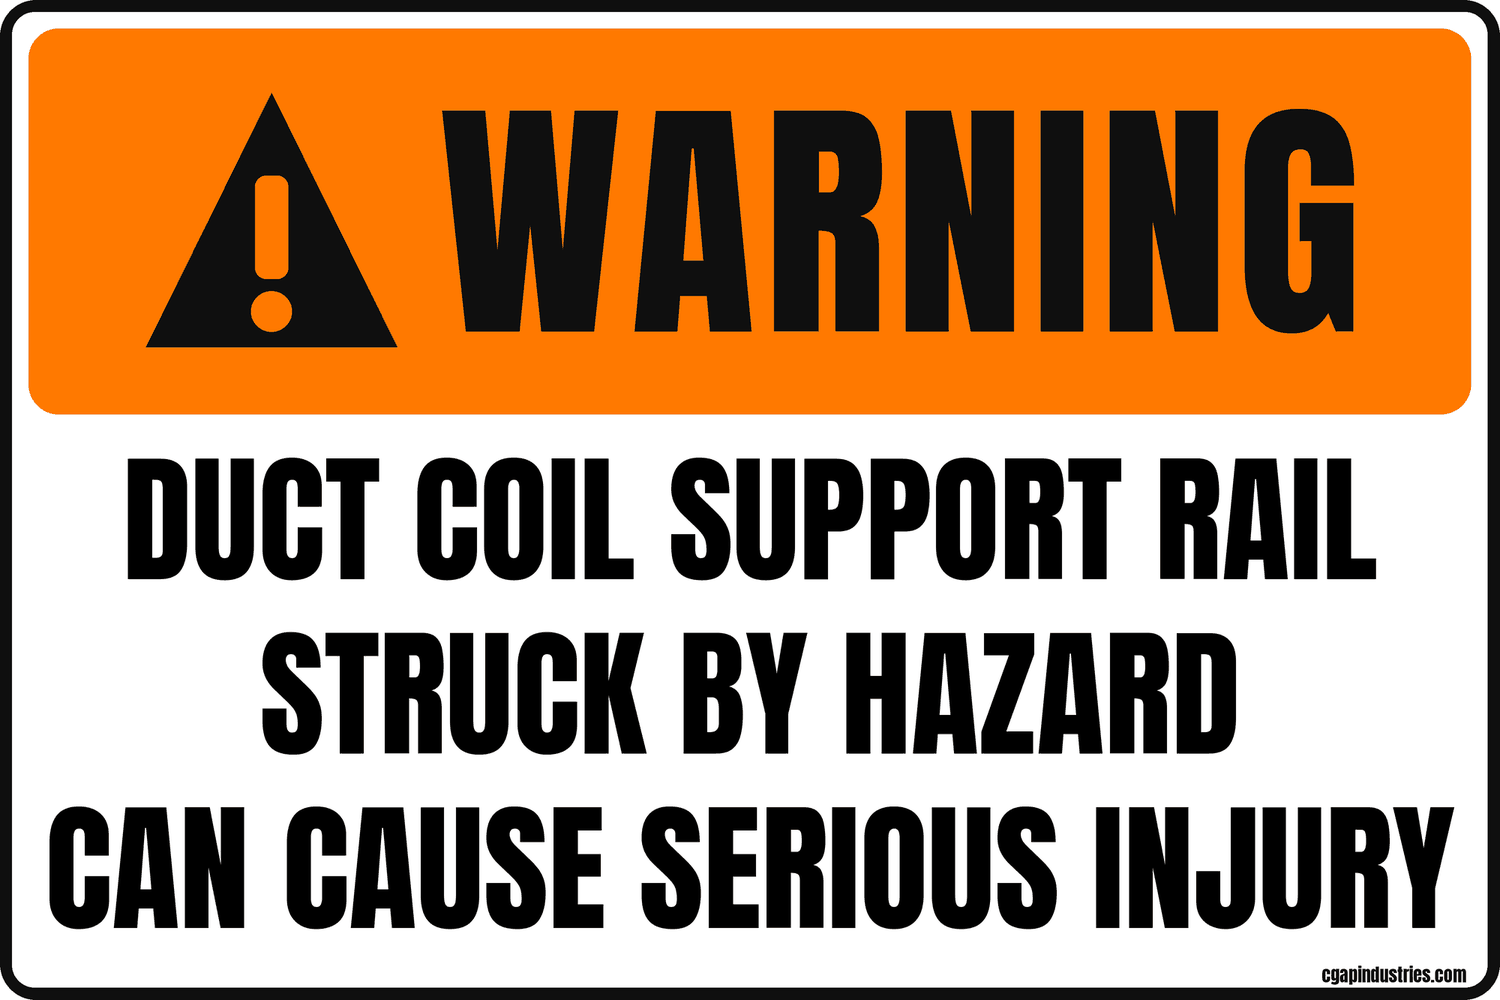 WARNING
DUCT COIL SUPPORT RAIL
STRUCK BY HAZARD
CAN CAUSE SERIOUS INJURY
cgapindustries.com